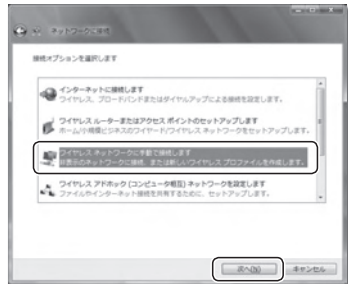 ネットワークに接続
接続オプションを選択します
インターネットに接続します
ワイヤレス、ブロードバンドまたはダイヤルアップによる接続を設定します。
ワイヤレス ルーターまたはアクセス ポイントのセットアップします
ホーム/小規模ビジネスのワイヤード/ワイヤレス ネットワークをセットアップします。
ワイヤレス ネットワークに手動で接続します
非表示のネットワークに接続、または新しいワイヤレス プロファイルを作成します。
ワイヤレス アドホック (コンピュータ相互) ネットワークを設定します
ファイルやインターネット接続を共有するために、セットアップします。
次へ(N)
キャンセル